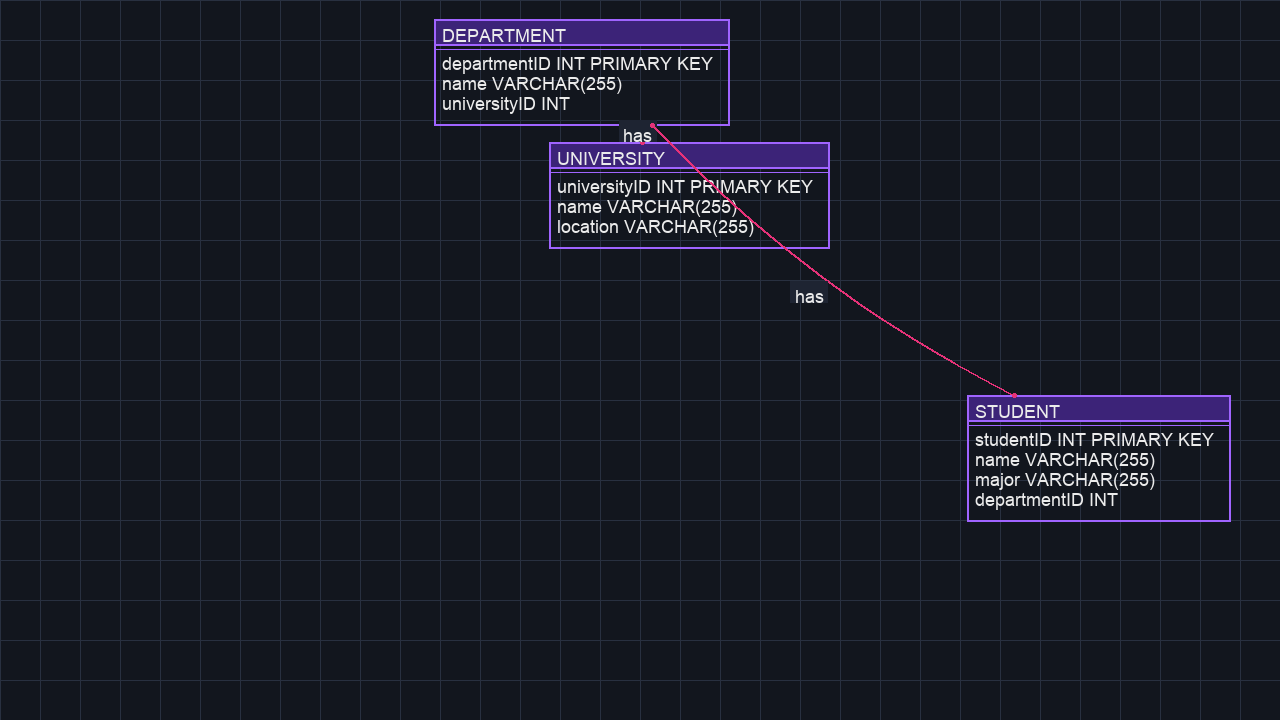 DEPARTMENT
departmentID INT PRIMARY KEY
name VARCHAR(255)
universityID INT
has
UNIVERSITY
universityID INT PRIMARY KEY
name VARCHAR(255)
location VARCHAR(255)
has
STUDENT
studentID INT PRIMARY KEY
name VARCHAR(255)
major VARCHAR(255)
departmentID INT